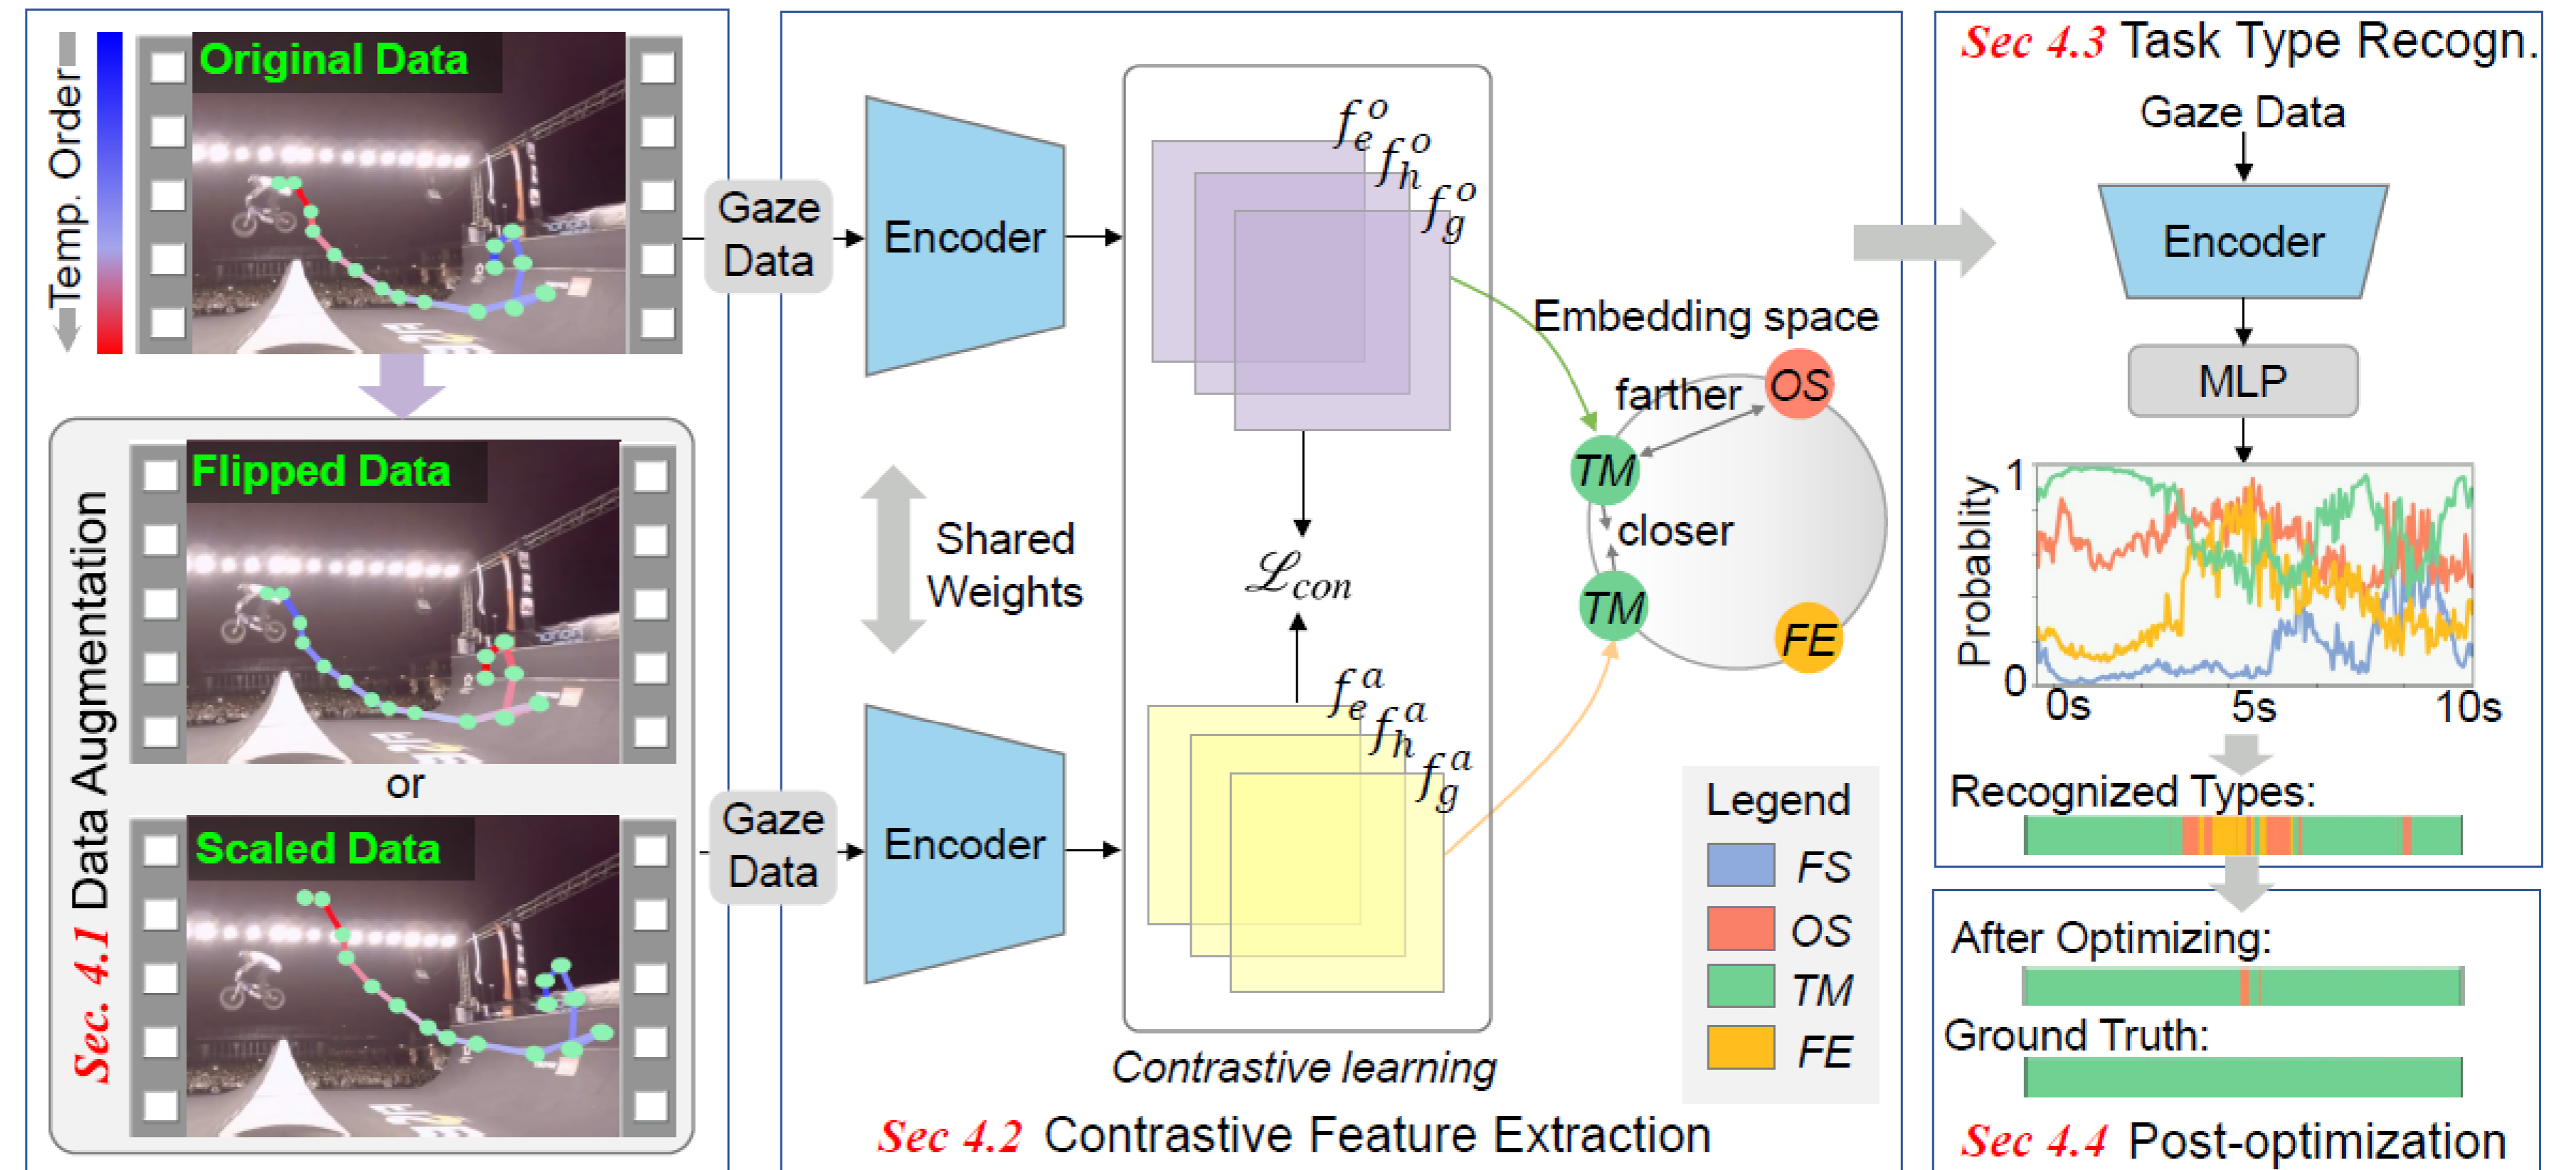 Temp. Order
Original Data
Flipped Data
or
Scaled Data
Sec. 4.1 Data Augmentation
Gaze
Data
Encoder
f_e^o
f_h^o
f_g^o
Shared
Weights
ℒ_con
Gaze
Data
Encoder
f_e^a
f_h^a
f_g^a
Contrastive learning
Embedding space
farther
OS
TM
closer
TM
FE
Legend
FS
OS
TM
FE
Sec 4.2 Contrastive Feature Extraction
Sec 4.3 Task Type Recogn.
Gaze Data
Encoder
MLP
Probablity
1
0
0s 5s 10s
Recognized Types:
After Optimizing:
Ground Truth:
Sec 4.4 Post-optimization